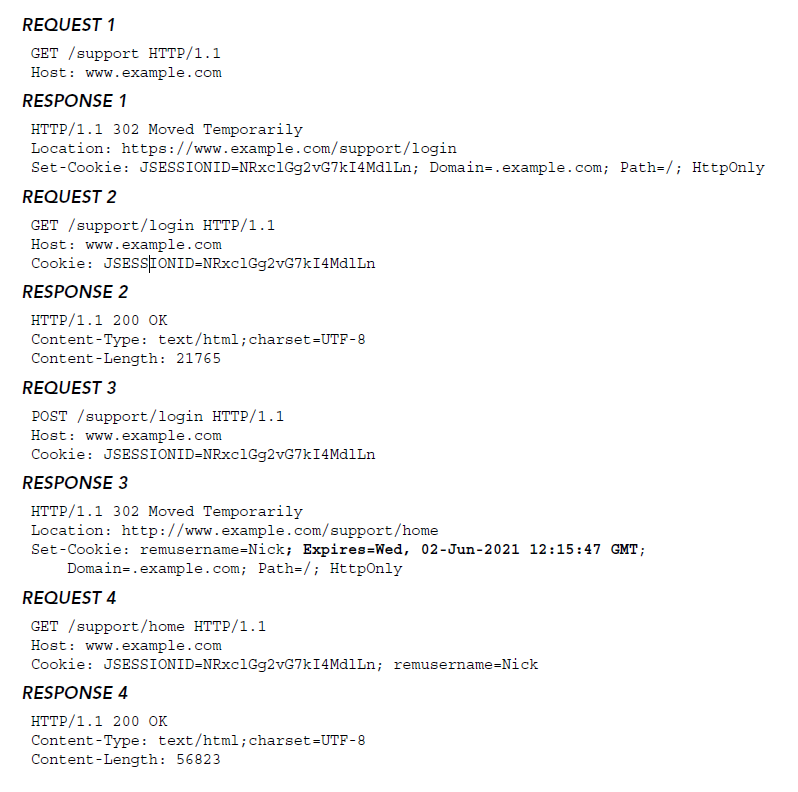 REQUEST 1
GET /support HTTP/1.1
Host: www.example.com
RESPONSE 1
HTTP/1.1 302 Moved Temporarily
Location: https://www.example.com/support/login
Set-Cookie: JSESSIONID=NRxclGg2vG7kI4MdlLn; Domain=.example.com; Path=/; HttpOnly
REQUEST 2
GET /support/login HTTP/1.1
Host: www.example.com
Cookie: JSESSIONID=NRxclGg2vG7kI4MdlLn
RESPONSE 2
HTTP/1.1 200 OK
Content-Type: text/html;charset=UTF-8
Content-Length: 21765
REQUEST 3
POST /support/login HTTP/1.1
Host: www.example.com
Cookie: JSESSIONID=NRxclGg2vG7kI4MdlLn
RESPONSE 3
HTTP/1.1 302 Moved Temporarily
Location: http://www.example.com/support/home
Set-Cookie: remusername=Nick; Expires=Wed, 02-Jun-2021 12:15:47 GMT;
Domain=.example.com; Path=/; HttpOnly
REQUEST 4
GET /support/home HTTP/1.1
Host: www.example.com
Cookie: JSESSIONID=NRxclGg2vG7kI4MdlLn; remusername=Nick
RESPONSE 4
HTTP/1.1 200 OK
Content-Type: text/html;charset=UTF-8
Content-Length: 56823